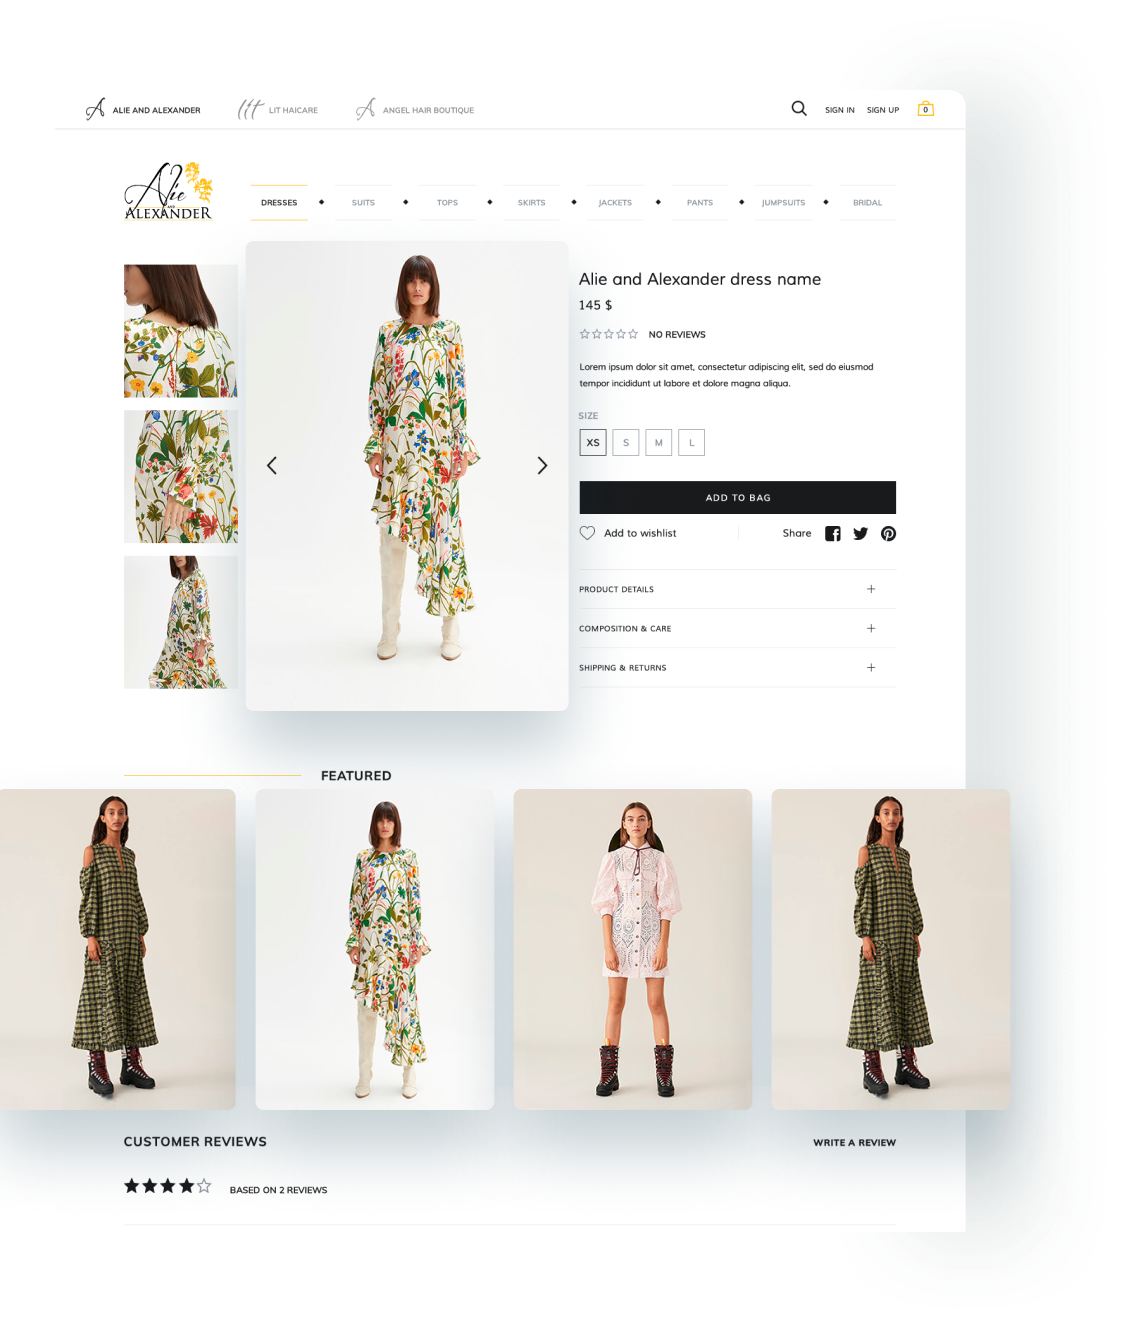 ALIE AND ALEXANDER
LIT HAICARE
ANGEL HAIR BOUTIQUE
SIGN IN
SIGN UP
0
Alie
AND
ALEXANDER
DRESSES
SUITS
TOPS
SKIRTS
JACKETS
PANTS
JUMPSUITS
BRIDAL
Alie and Alexander dress name
145 $
NO REVIEWS
Lorem ipsum dolor sit amet, consectetur adipiscing elit, sed do eiusmod
tempor incididunt ut labore et dolore magna aliqua.
SIZE
XS S M L
ADD TO BAG
Add to wishlist
Share
PRODUCT DETAILS
COMPOSITION & CARE
SHIPPING & RETURNS
FEATURED
CUSTOMER REVIEWS
WRITE A REVIEW
BASED ON 2 REVIEWS